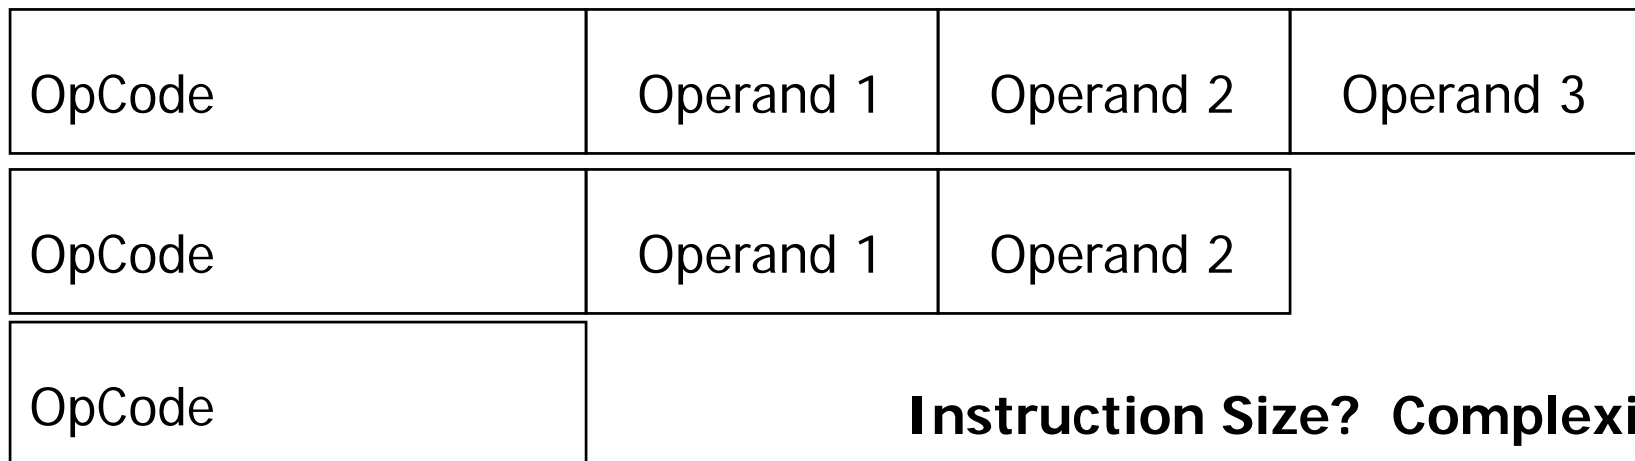 OpCode Operand 1 Operand 2 Operand 3
OpCode Operand 1 Operand 2
OpCode
Instruction Size? Complexi